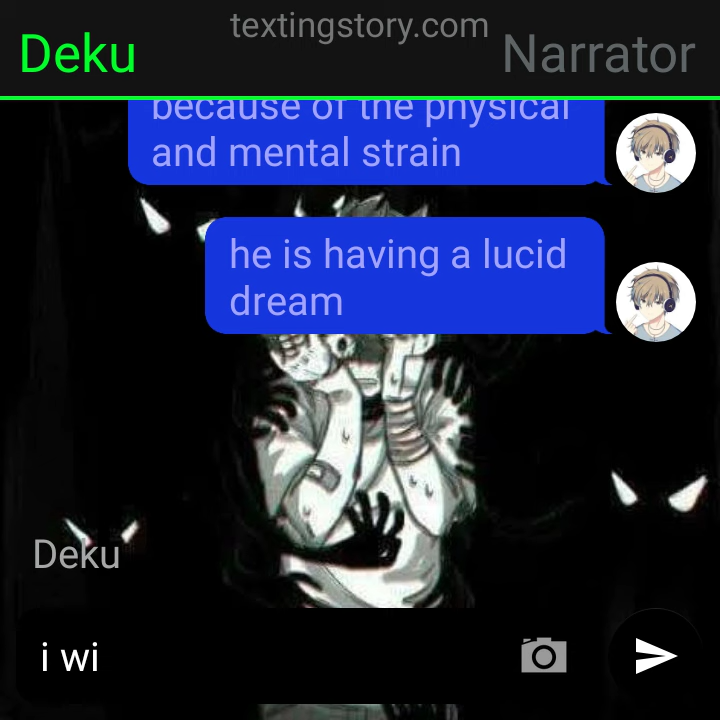 textingstory.com
Deku Narrator
because of the physical
and mental strain
he is having a lucid
dream
Deku
i wi